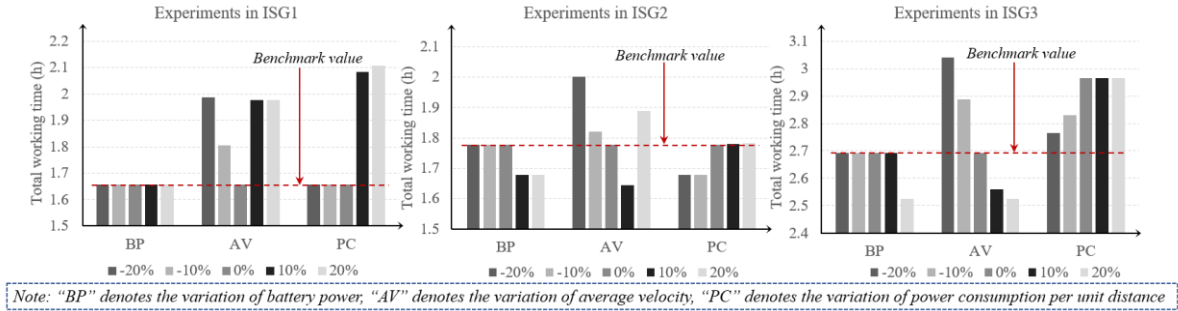 Experiments in ISG1
Total working time (h)
2.2
2.1
2
1.9
1.8
1.7
1.6
1.5
Benchmark value
BP AV PC
-20% -10% 0% 10% 20%
Experiments in ISG2
Total working time (h)
2.1
2
1.9
1.8
1.7
1.6
1.5
Benchmark value
BP AV PC
-20% -10% 0% 10% 20%
Experiments in ISG3
Total working time (h)
3.1
3
2.9
2.8
2.7
2.6
2.5
2.4
Benchmark value
BP AV PC
-20% -10% 0% 10% 20%
Note: “BP” denotes the variation of battery power, “AV” denotes the variation of average velocity, “PC” denotes the variation of power consumption per unit distance